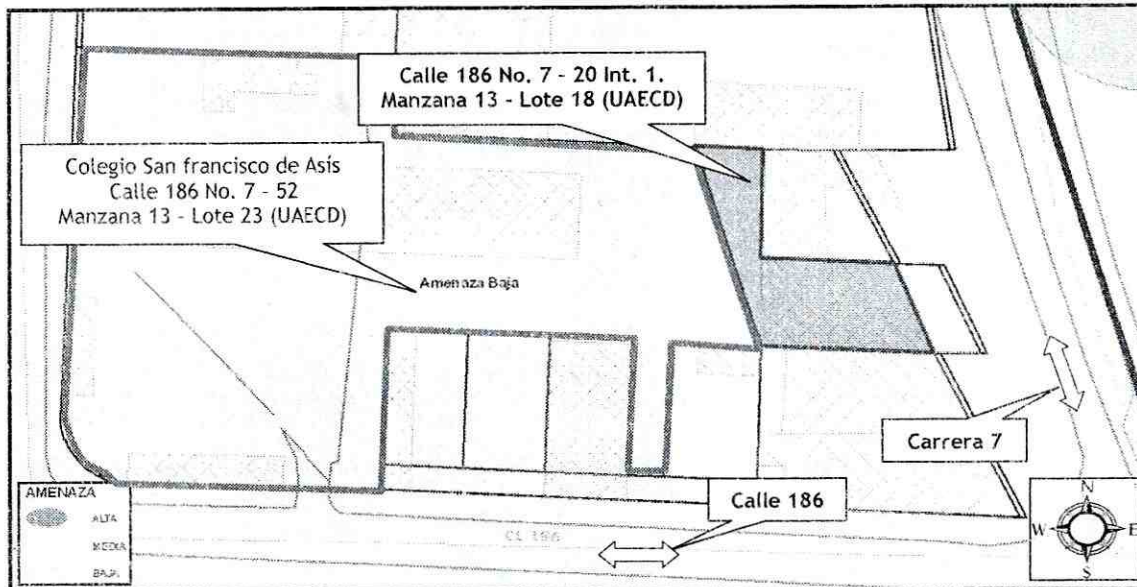 Calle 186 No. 7 - 20 Int. 1.
Manzana 13 - Lote 18 (UAECD)
Colegio San francisco de Asís
Calle 186 No. 7 - 52
Manzana 13 - Lote 23 (UAECD)
Amenaza Baja
Carrera 7
Calle 186
CL 186
AMENAZA
ALTA
MEDIA
BAJA
N
W
E
S